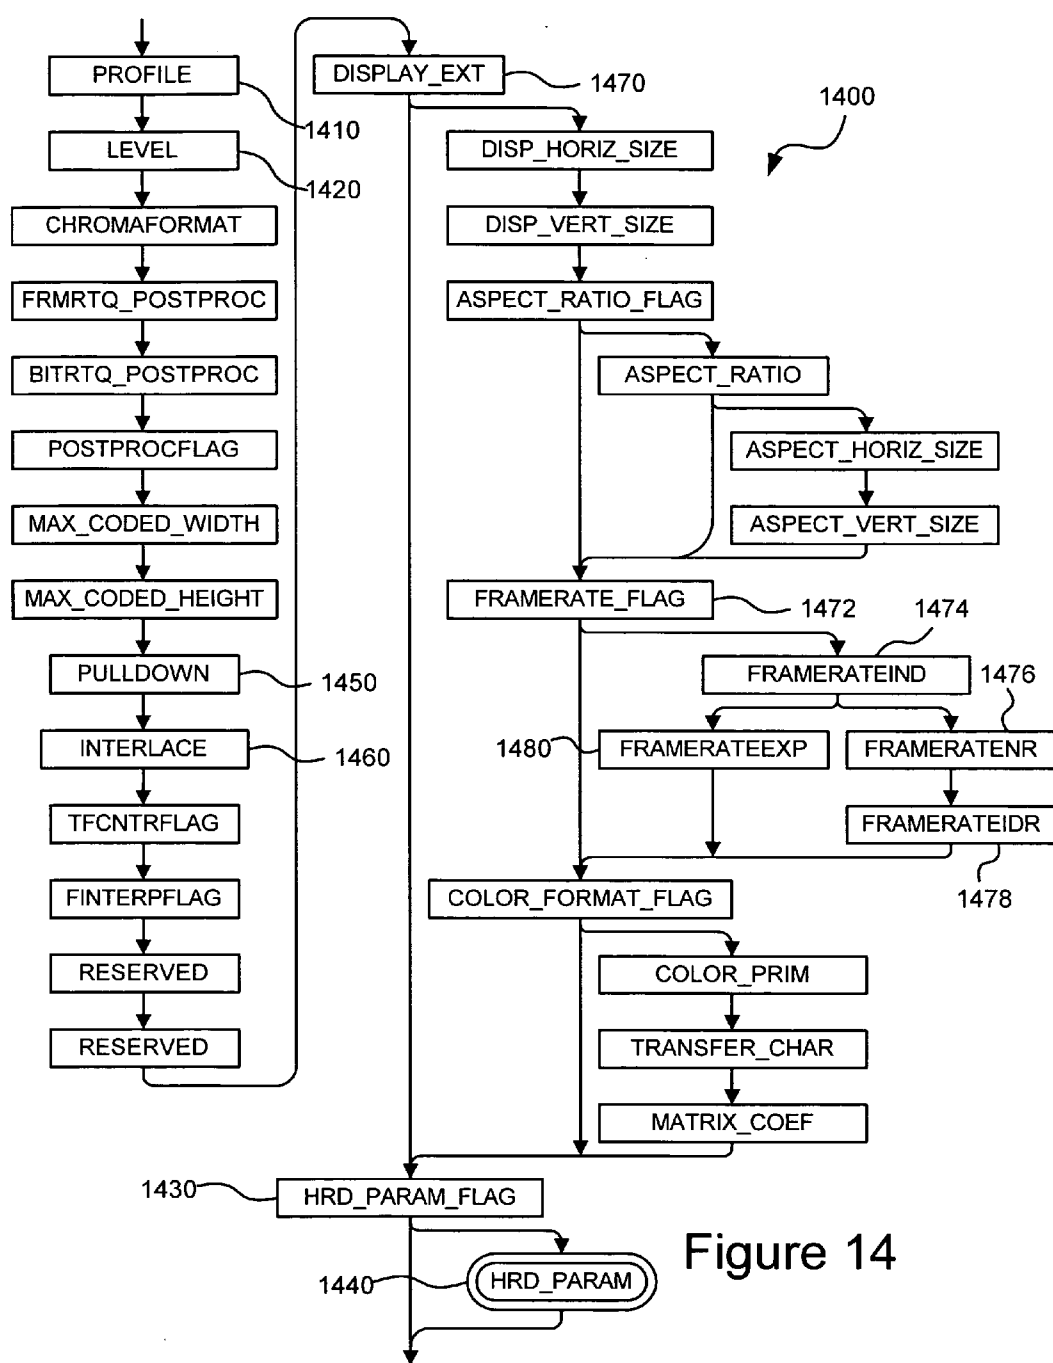 PROFILE
1410
LEVEL
1420
CHROMAFORMAT
FRMRTQ_POSTPROC
BITRTQ_POSTPROC
POSTPROCFLAG
MAX_CODED_WIDTH
MAX_CODED_HEIGHT
PULLDOWN
1450
INTERLACE
1460
TFCNTRFLAG
FINTERPFLAG
RESERVED
RESERVED
DISPLAY_EXT
1470
1400
DISP_HORIZ_SIZE
DISP_VERT_SIZE
ASPECT_RATIO_FLAG
ASPECT_RATIO
ASPECT_HORIZ_SIZE
ASPECT_VERT_SIZE
FRAMERATE_FLAG
1472
1474
FRAMERATEIND
1476
1480
FRAMERATEEXP
FRAMERATENR
FRAMERATEIDR
1478
COLOR_FORMAT_FLAG
COLOR_PRIM
TRANSFER_CHAR
MATRIX_COEF
1430
HRD_PARAM_FLAG
1440
HRD_PARAM
Figure 14